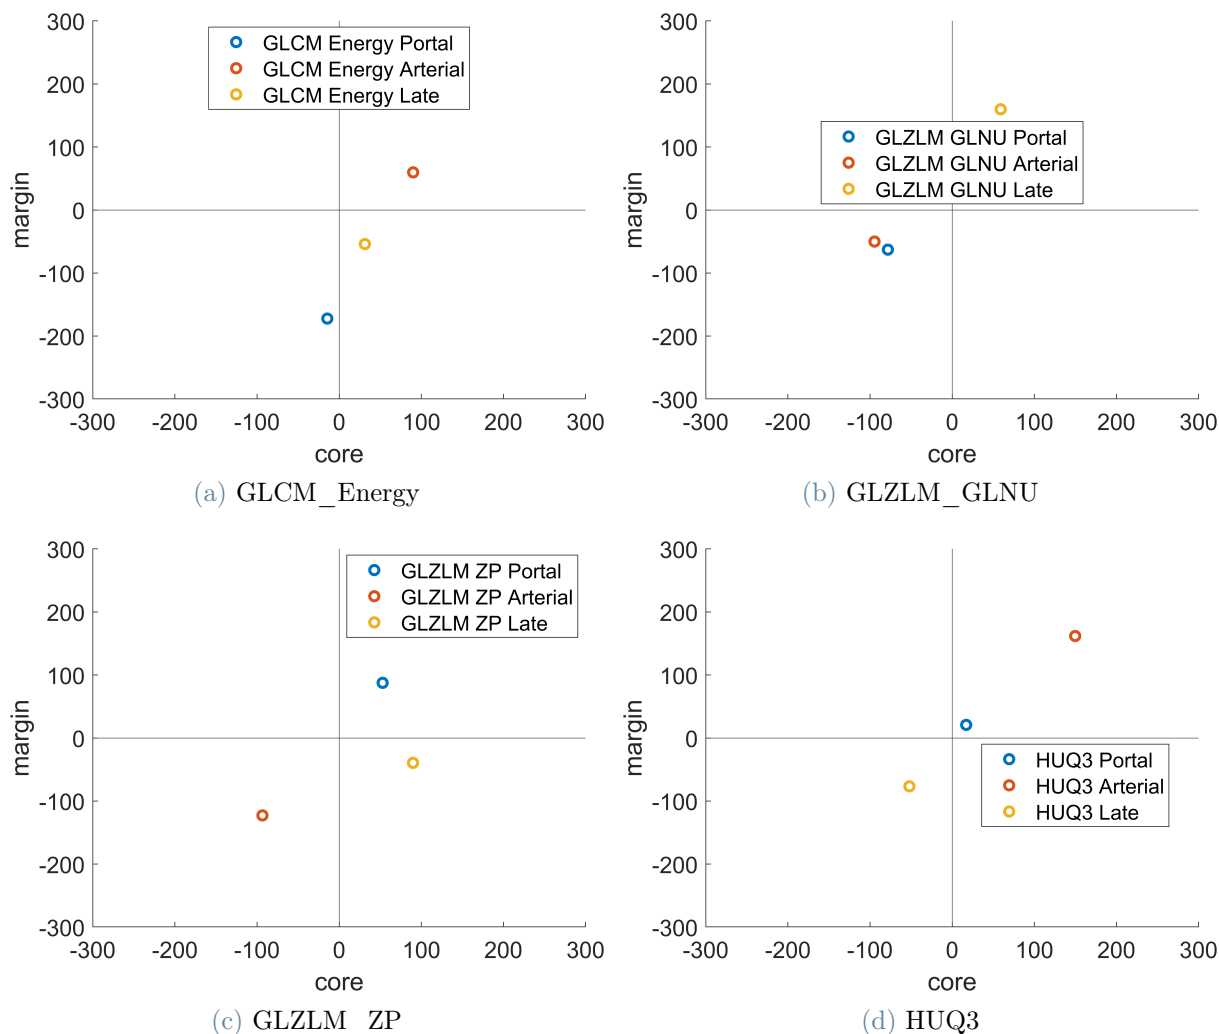 300
200
100
0
-100
-200
-300
margin
GLCM Energy Portal
GLCM Energy Arterial
GLCM Energy Late
-300 -200 -100 0 100 200 300
core
(a) GLCM_Energy
300
200
100
0
-100
-200
-300
margin
GLZLM GLNU Portal
GLZLM GLNU Arterial
GLZLM GLNU Late
-300 -200 -100 0 100 200 300
core
(b) GLZLM_GLNU
300
200
100
0
-100
-200
-300
margin
GLZLM ZP Portal
GLZLM ZP Arterial
GLZLM ZP Late
-300 -200 -100 0 100 200 300
core
(c) GLZLM ZP
300
200
100
0
-100
-200
-300
margin
HUQ3 Portal
HUQ3 Arterial
HUQ3 Late
-300 -200 -100 0 100 200 300
core
(d) HUQ3